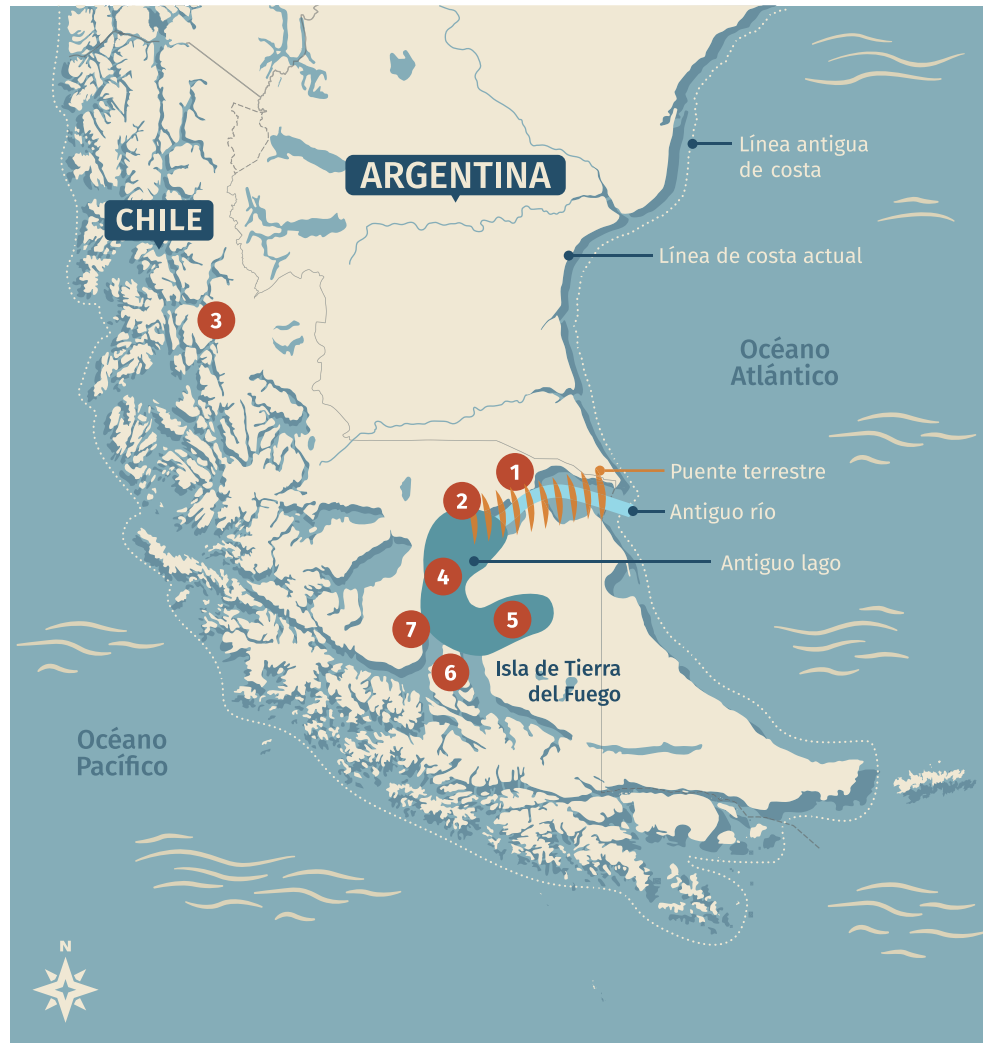 Línea antigua
de costa
ARGENTINA
CHILE
Línea de costa actual
3
Océano
Atlántico
1
Puente terrestre
2
Antiguo río
Antiguo lago
4
5
7
6
Isla de Tierra
del Fuego
Océano
Pacífico
N